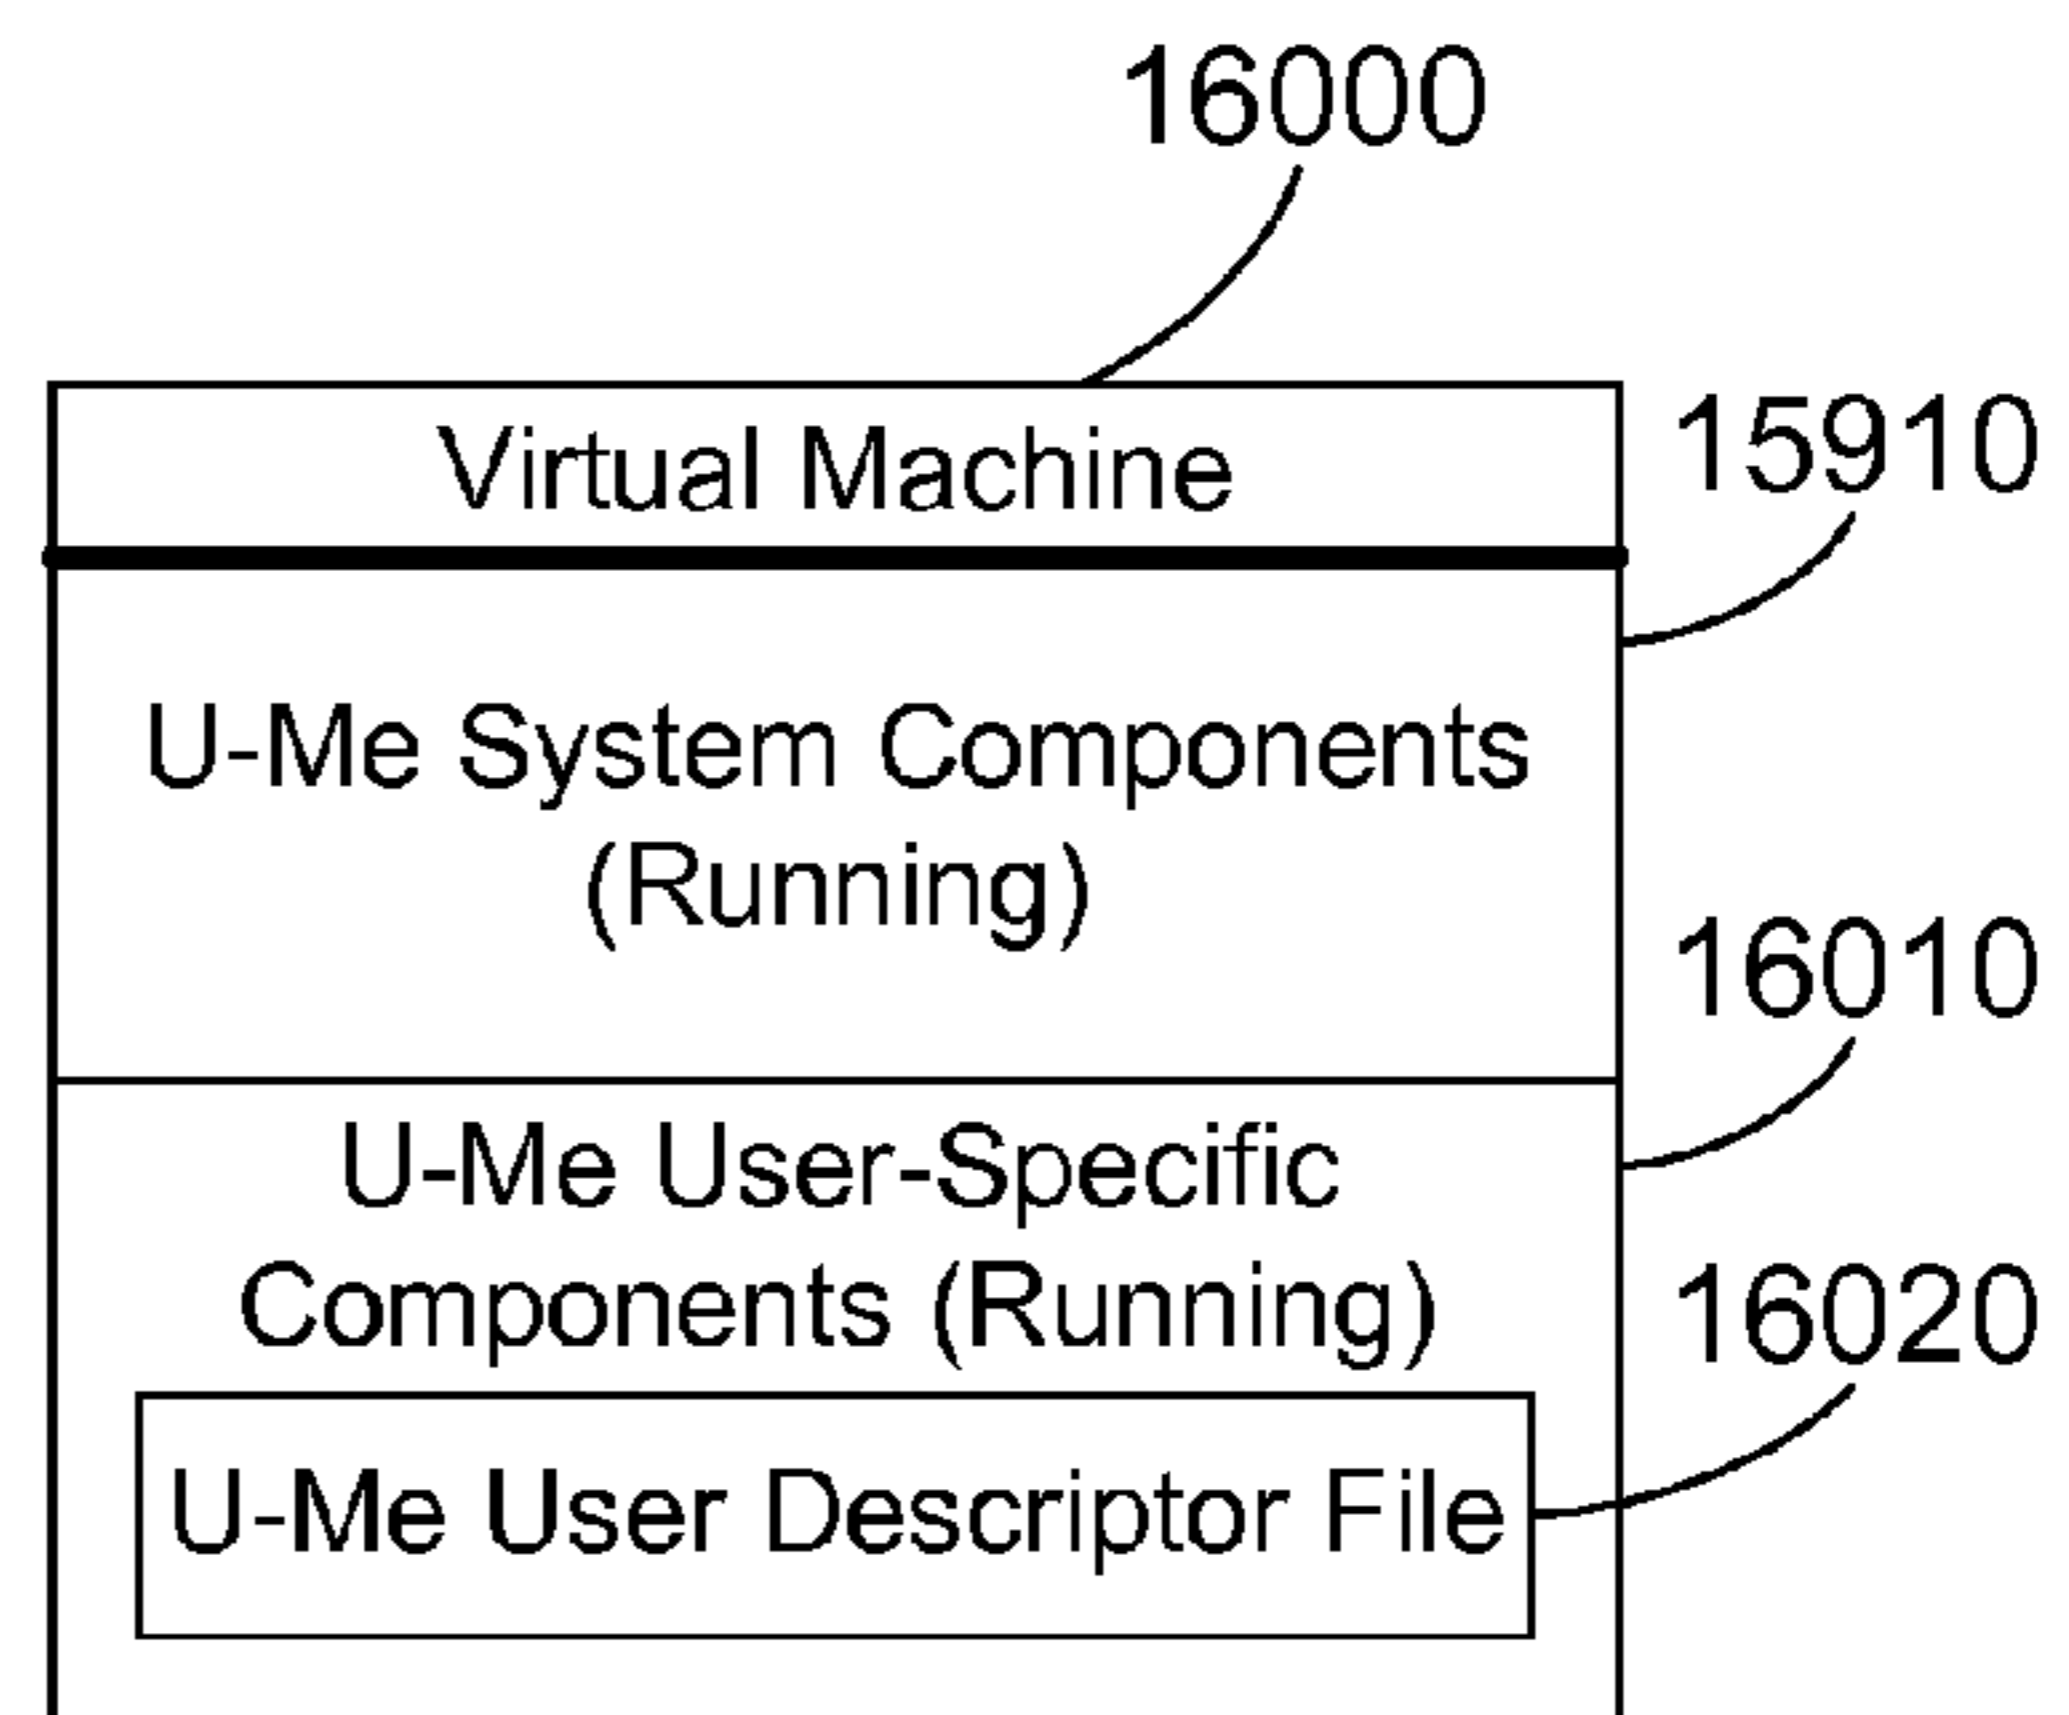 16000
Virtual Machine
15910
U-Me System Components
(Running)
16010
U-Me User-Specific
Components (Running)
16020
U-Me User Descriptor File